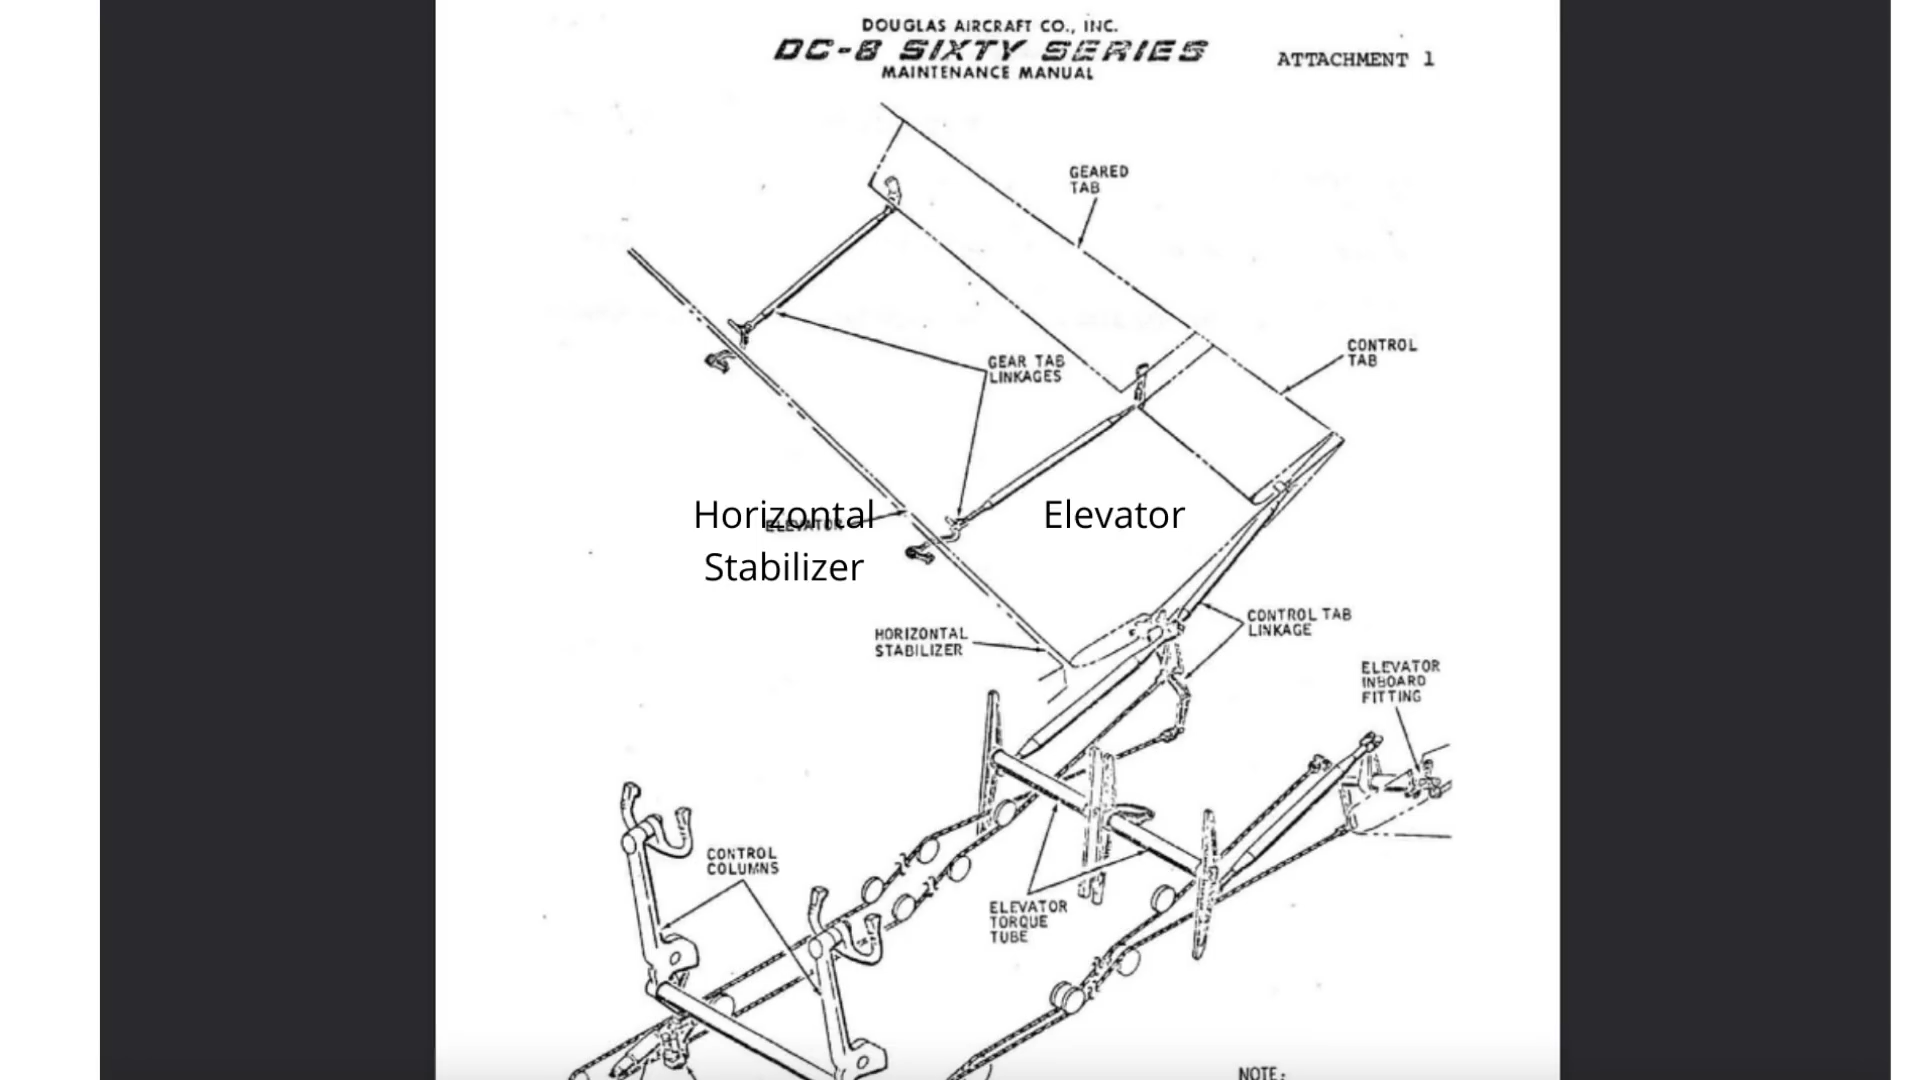 DOUGLAS AIRCRAFT CO., INC.
DC-8 SIXTY SERIES
MAINTENANCE MANUAL
ATTACHMENT 1
GEARED
TAB
CONTROL
TAB
GEAR TAB
LINKAGES
Horizontal
Stabilizer
ELEVATOR
Elevator
HORIZONTAL
STABILIZER
CONTROL TAB
LINKAGE
ELEVATOR
INBOARD
FITTING
CONTROL
COLUMNS
ELEVATOR
TORQUE
TUBE
NOTE: